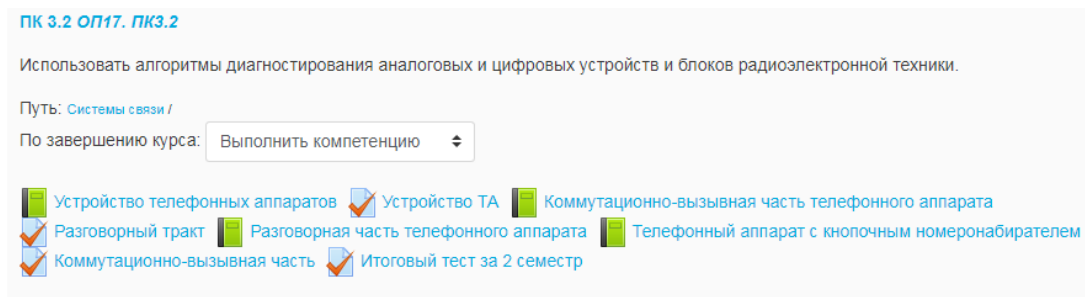 ПК 3.2 ОП17. ПК3.2
Использовать алгоритмы диагностирования аналоговых и цифровых устройств и блоков радиоэлектронной техники.
Путь: Системы связи /
По завершению курса: Выполнить компетенцию
Устройство телефонных аппаратов Устройство ТА Коммутационно-вызывная часть телефонного аппарата
Разговорный тракт Разговорная часть телефонного аппарата Телефонный аппарат с кнопочным номеронабирателем
Коммутационно-вызывная часть Итоговый тест за 2 семестр